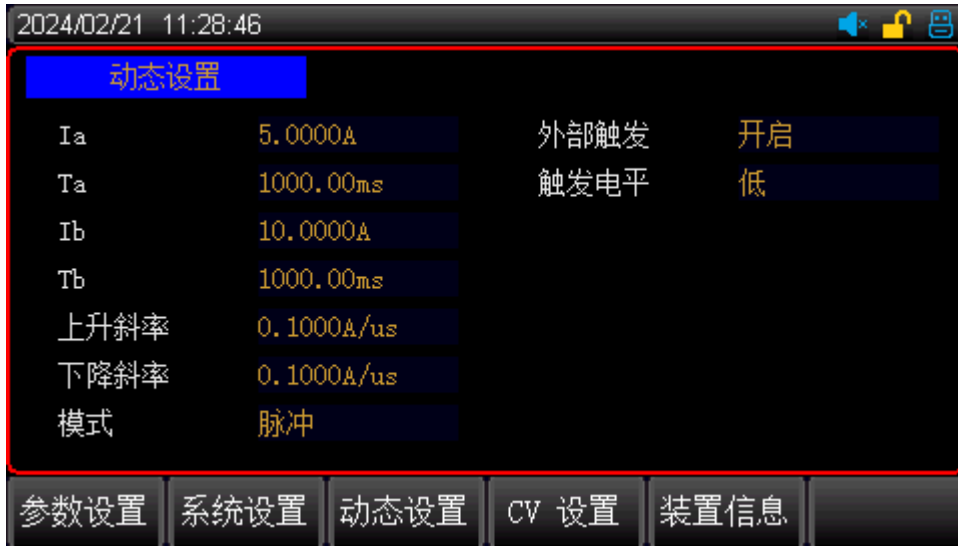 2024/02/21 11:28:46
动态设置
Ia 5.0000A 外部触发 开启
Ta 1000.00ms 触发电平 低
Ib 10.0000A
Tb 1000.00ms
上升斜率 0.1000A/us
下降斜率 0.1000A/us
模式 脉冲
参数设置 系统设置 动态设置 CV 设置 装置信息